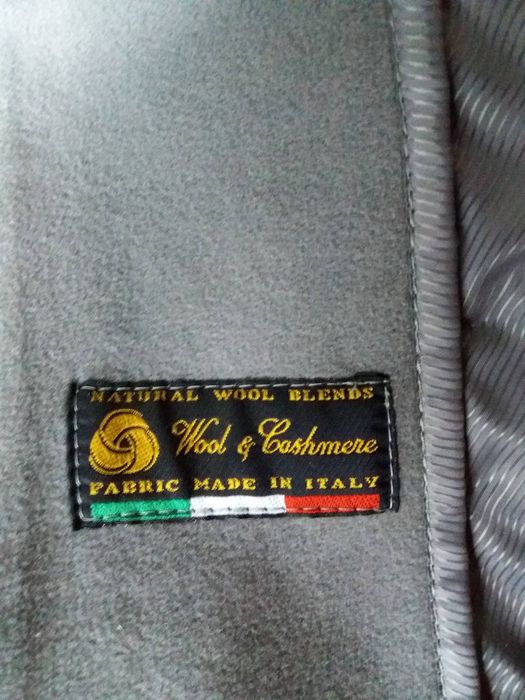 NATURAL WOOL BLENDS
Wool & Cashmere
FABRIC MADE IN ITALY